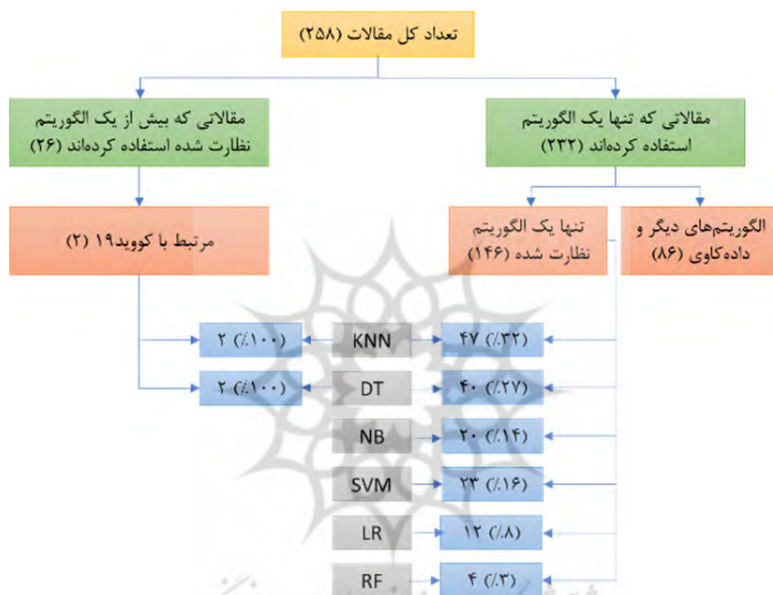 تعداد کل مقالات (۲۵۸)
مقالاتی که تنها یک الگوریتم
استفاده کرده‌اند (۲۳۲)
مقالاتی که بیش از یک الگوریتم
نظارت شده استفاده کرده‌اند (۲۶)
الگوریتم‌های دیگر و
داده‌کاوی (۸۶)
تنها یک الگوریتم
نظارت شده (۱۴۶)
مرتبط با کووید۱۹ (۲)
۴۷ (٪۳۲)
KNN
۲ (٪۱۰۰)
۴۰ (٪۲۷)
DT
۲ (٪۱۰۰)
۲۰ (٪۱۴)
NB
۲۳ (٪۱۶)
SVM
۱۲ (٪۸)
LR
۴ (٪۳)
RF